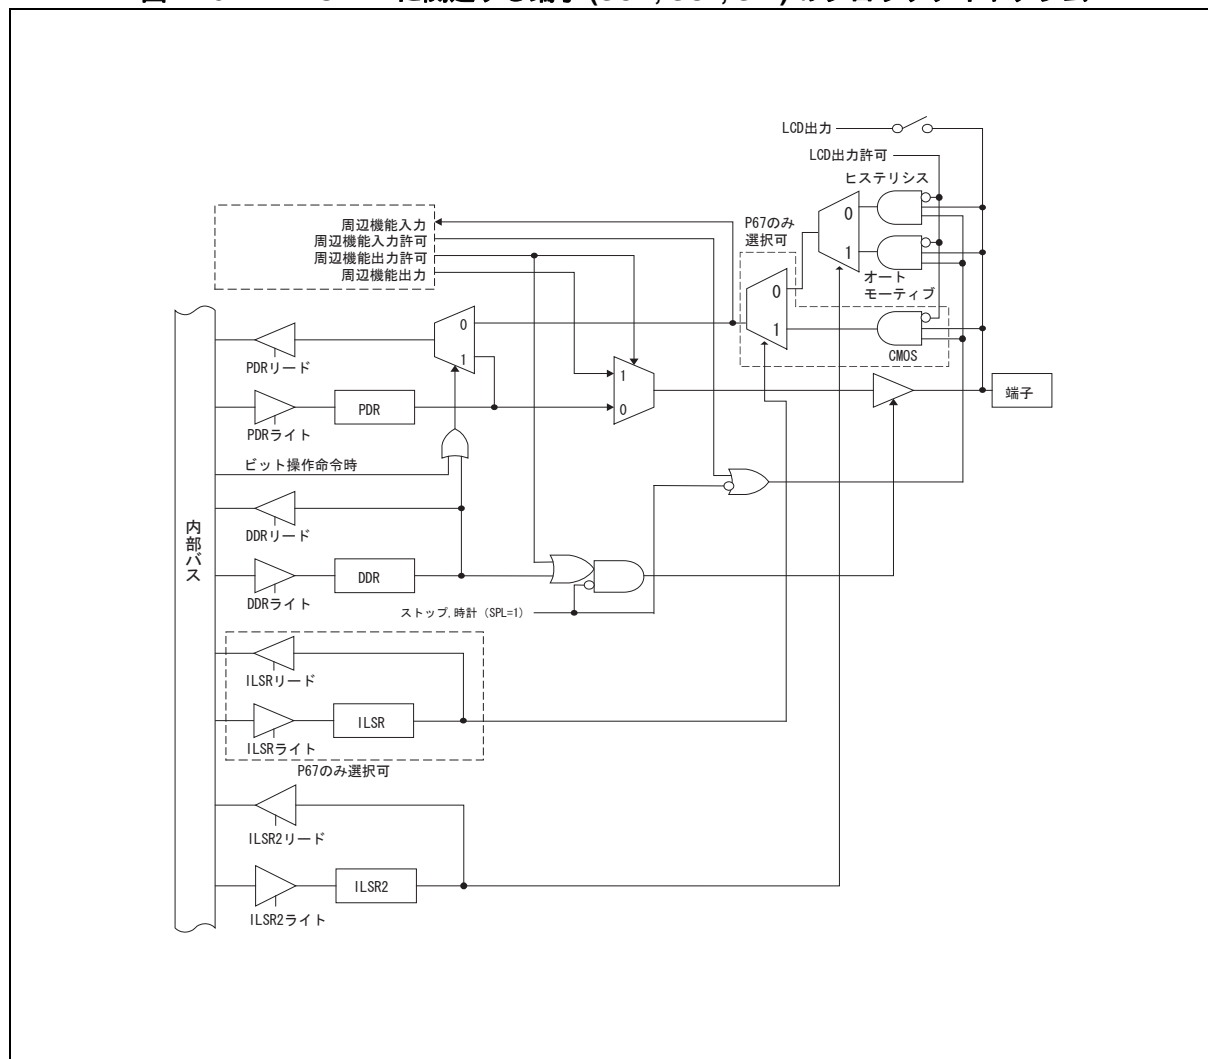 LCD出力
LCD出力許可
ヒステリシス
P67のみ
選択可
0
1
オート
モーティブ
0
1
CMOS
周辺機能入力
周辺機能入力許可
周辺機能出力許可
周辺機能出力
0
1
PDRリード
1
0
端子
PDR
PDRライト
ビット操作命令時
内部バス
DDRリード
DDR
DDRライト
ストップ,時計 (SPL=1)
ILSRリード
ILSR
ILSRライト
P67のみ選択可
ILSR2リード
ILSR2
ILSR2ライト